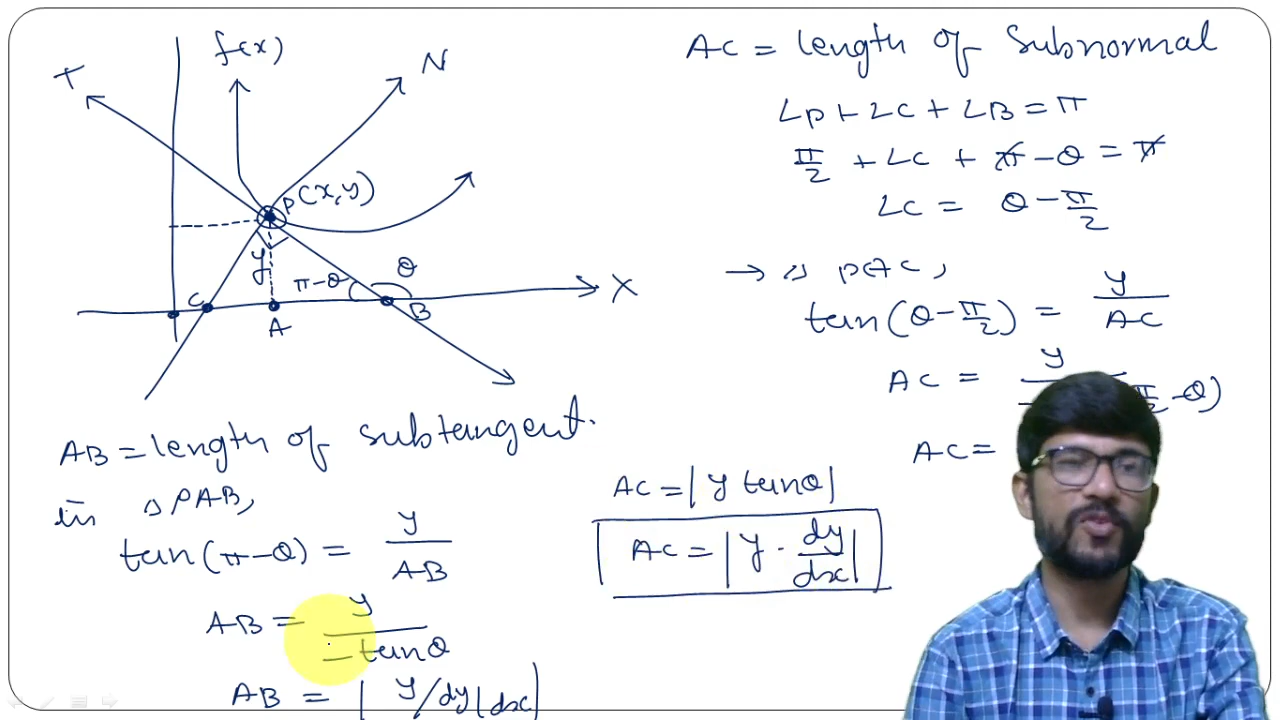 f(x)
T
N
P(x,y)
y
θ
π-θ
C
A
B
X
AB = length of subtangent.
in △PAB,
tan(π-θ) = y/AB
AB = y/-tanθ
AB = | y/dy/dx |
AC = length of Subnormal
∠P + ∠C + ∠B = π
π/2 + ∠C + π - θ = π
∠C = θ - π/2
→ △ PAC,
tan(θ - π/2) = y/AC
AC = y/ π/2 - θ)
AC =
AC = | y tanθ |
AC = | y · dy/dx |